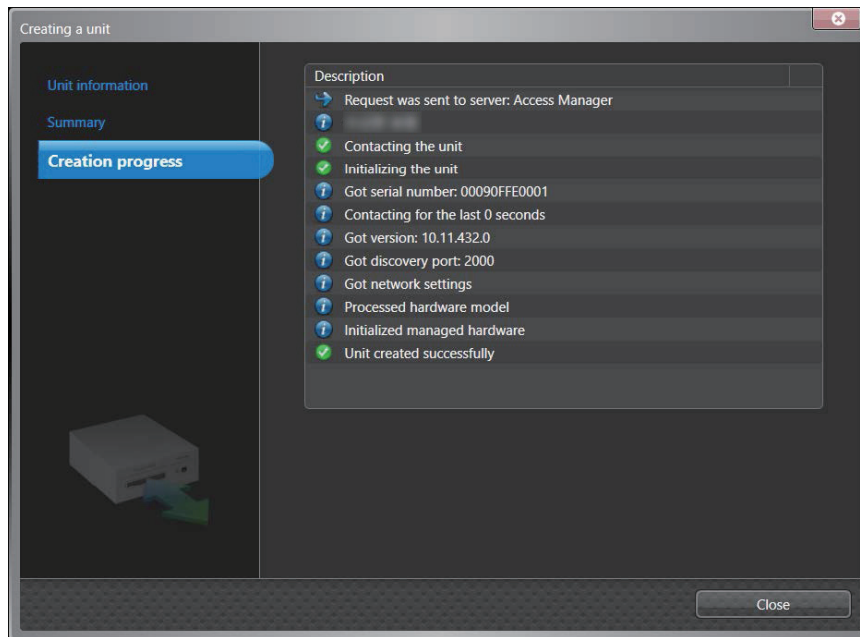 Creating a unit
Unit information
Summary
Creation progress
Description
Request was sent to server: Access Manager
Contacting the unit
Initializing the unit
Got serial number: 00090FFE0001
Contacting for the last 0 seconds
Got version: 10.11.432.0
Got discovery port: 2000
Got network settings
Processed hardware model
Initialized managed hardware
Unit created successfully
Close